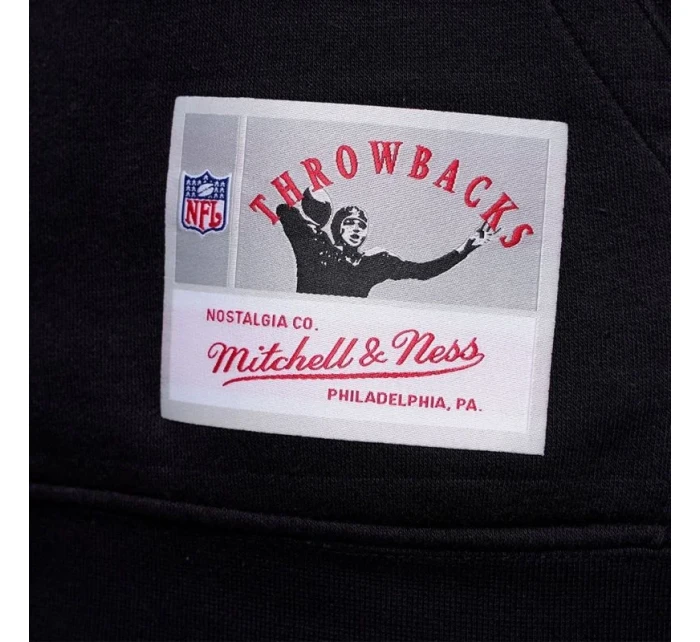 THROWBACKS
NFL
NOSTALGIA CO.
Mitchell & Ness
PHILADELPHIA, PA.